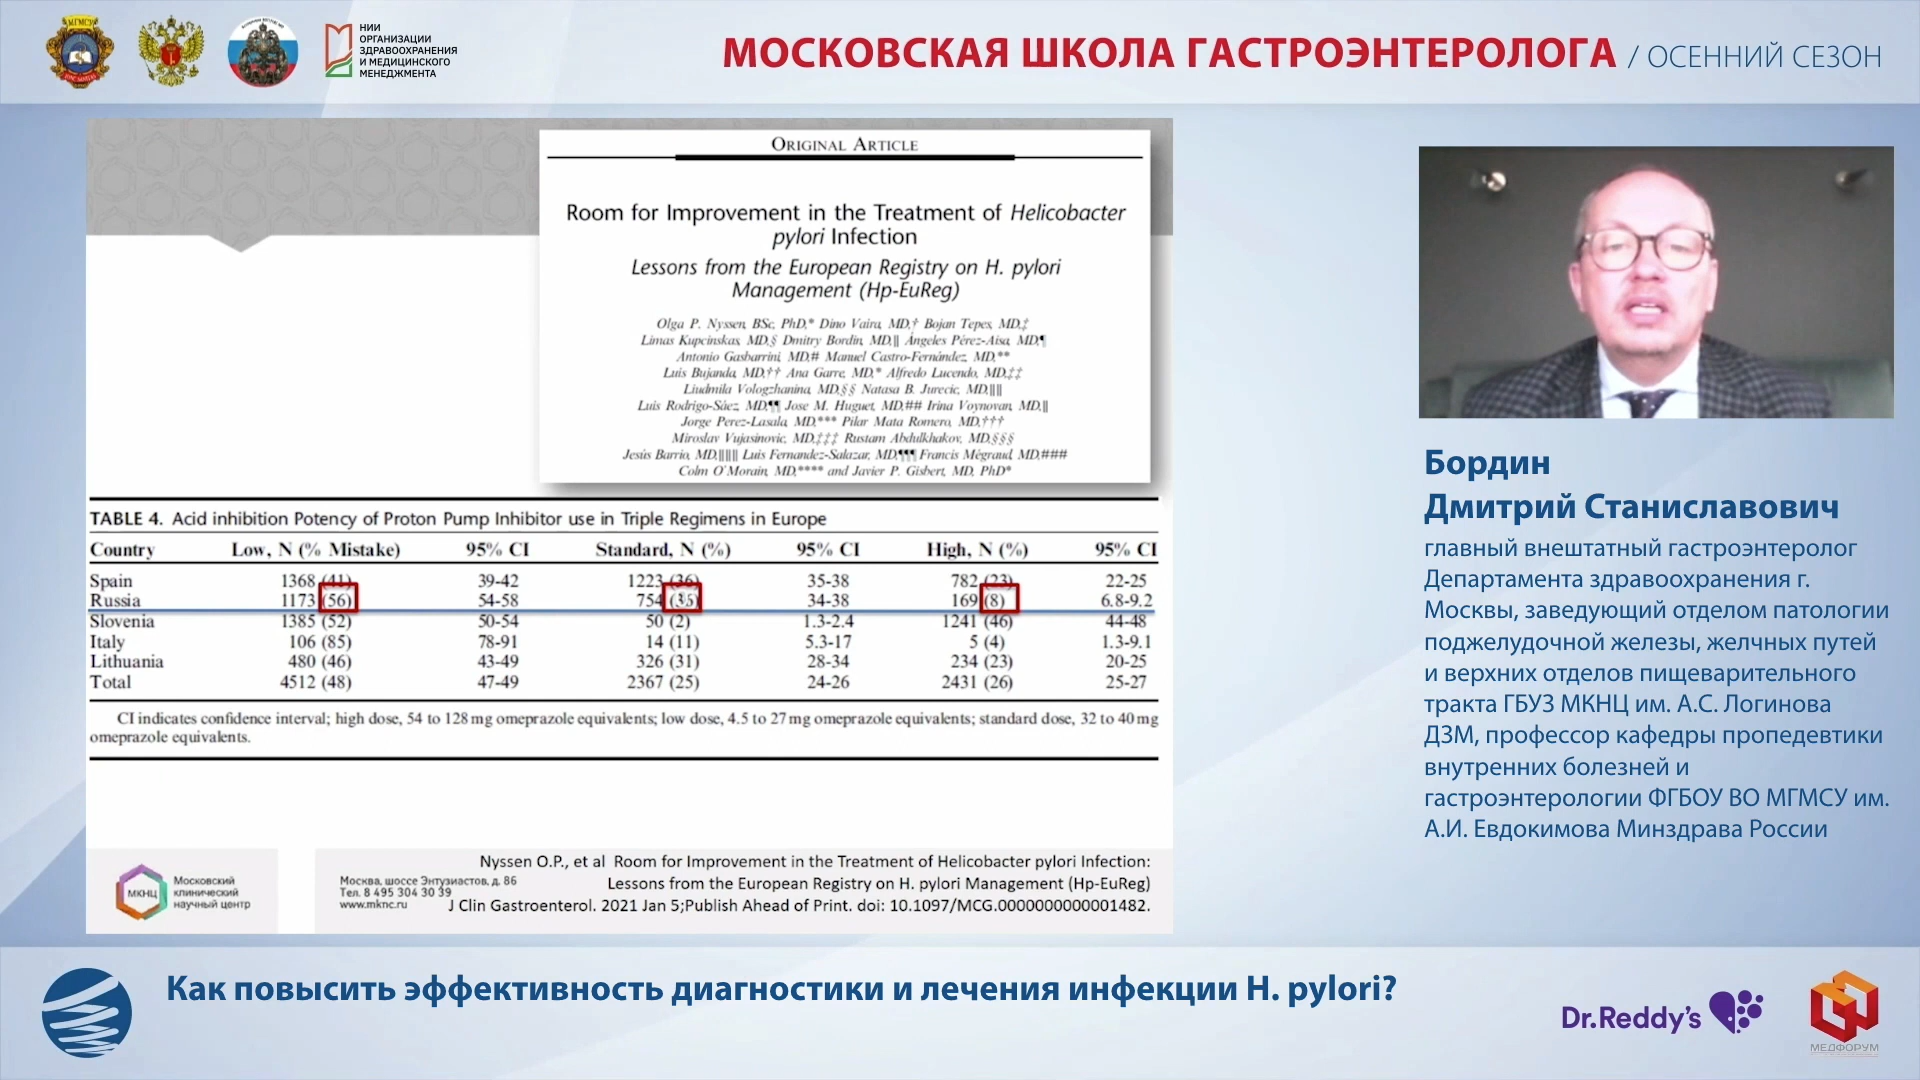 НИИ
ОРГАНИЗАЦИИ
ЗДРАВООХРАНЕНИЯ
И МЕДИЦИНСКОГО
МЕНЕДЖМЕНТА
МОСКОВСКАЯ ШКОЛА ГАСТРОЭНТЕРОЛОГА / ОСЕННИЙ СЕЗОН
ORIGINAL ARTICLE
Room for Improvement in the Treatment of Helicobacter
pylori Infection
Lessons from the European Registry on H. pylori
Management (Hp-EuReg)
Olga P. Nyssen, BSc, PhD,* Dino Vaira, MD,† Bojan Tepes, MD,‡
Limas Kupcinskas, MD,§ Dmitry Bordin, MD,‖ Ángeles Pérez-Aisa, MD,¶
Antonio Gasbarrini, MD,# Manuel Castro-Fernández, MD,**
Luis Bujanda, MD,†† Ana Garre, MD,* Alfredo Lucendo, MD,‡‡
Liudmila Vologzhanina, MD,§§ Natasa B. Jurecic, MD,‖‖
Luis Rodrigo-Sáez, MD,¶¶ Jose M. Huguet, MD,## Irina Voynovan, MD,‖
Jorge Perez-Lasala, MD,*** Pilar Mata Romero, MD,†††
Miroslav Vujasinovic, MD,‡‡‡ Rustam Abdulkhakov, MD,§§§
Jesús Barrio, MD,‖‖‖ Luis Fernandez-Salazar, MD,¶¶¶ Francis Mégraud, MD,###
Colm O'Morain, MD,**** and Javier P. Gisbert, MD, PhD*
TABLE 4. Acid inhibition Potency of Proton Pump Inhibitor use in Triple Regimens in Europe
Country Low, N (% Mistake) 95% CI Standard, N (%) 95% CI High, N (%) 95% CI
Spain 1368 (41) 39-42 1223 (36) 35-38 782 (23) 22-25
Russia 1173 (56) 54-58 754 (35) 34-38 169 (8) 6.8-9.2
Slovenia 1385 (52) 50-54 50 (2) 1.3-2.4 1241 (46) 44-48
Italy 106 (85) 78-91 14 (11) 5.3-17 5 (4) 1.3-9.1
Lithuania 480 (46) 43-49 326 (31) 28-34 234 (23) 20-25
Total 4512 (48) 47-49 2367 (25) 24-26 2431 (26) 25-27
CI indicates confidence interval; high dose, 54 to 128 mg omeprazole equivalents; low dose, 4.5 to 27 mg omeprazole equivalents; standard dose, 32 to 40 mg
omeprazole equivalents.
МКНЦ
Московский
клинический
научный центр
Москва, шоссе Энтузиастов, д. 86
Тел. 8 495 304 30 39
www.mknc.ru
Nyssen O.P., et al Room for Improvement in the Treatment of Helicobacter pylori Infection:
Lessons from the European Registry on H. pylori Management (Hp-EuReg)
J Clin Gastroenterol. 2021 Jan 5;Publish Ahead of Print. doi: 10.1097/MCG.0000000000001482.
Бордин
Дмитрий Станиславович
главный внештатный гастроэнтеролог
Департамента здравоохранения г.
Москвы, заведующий отделом патологии
поджелудочной железы, желчных путей
и верхних отделов пищеварительного
тракта ГБУЗ МКНЦ им. А.С. Логинова
ДЗМ, профессор кафедры пропедевтики
внутренних болезней и
гастроэнтерологии ФГБОУ ВО МГМСУ им.
А.И. Евдокимова Минздрава России
Как повысить эффективность диагностики и лечения инфекции H. pylori?
Dr.Reddy's
МЕДФОРУМ